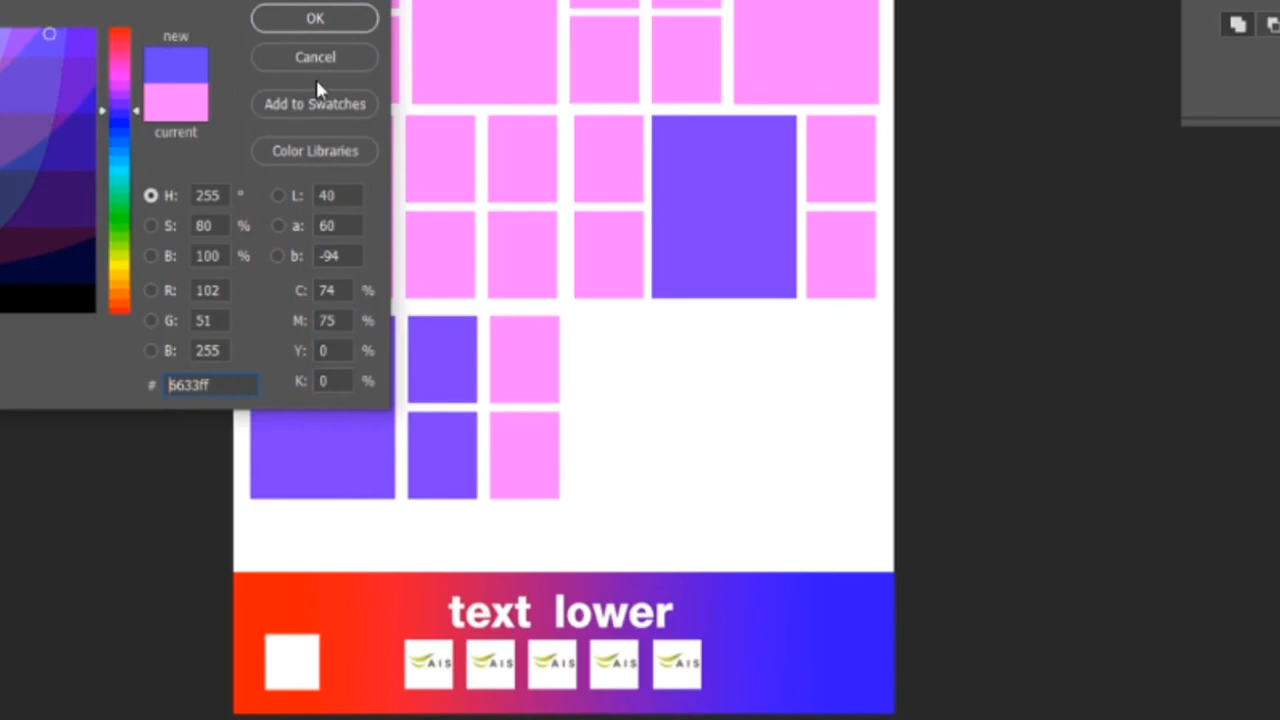 new
OK
Cancel
Add to Swatches
current
Color Libraries
H: 255 °
L: 40
S: 80 %
a: 60
B: 100 %
b: -94
R: 102
C: 74 %
G: 51
M: 75 %
B: 255
Y: 0 %
# 6633ff
K: 0 %
text lower
AIS AIS AIS AIS AIS